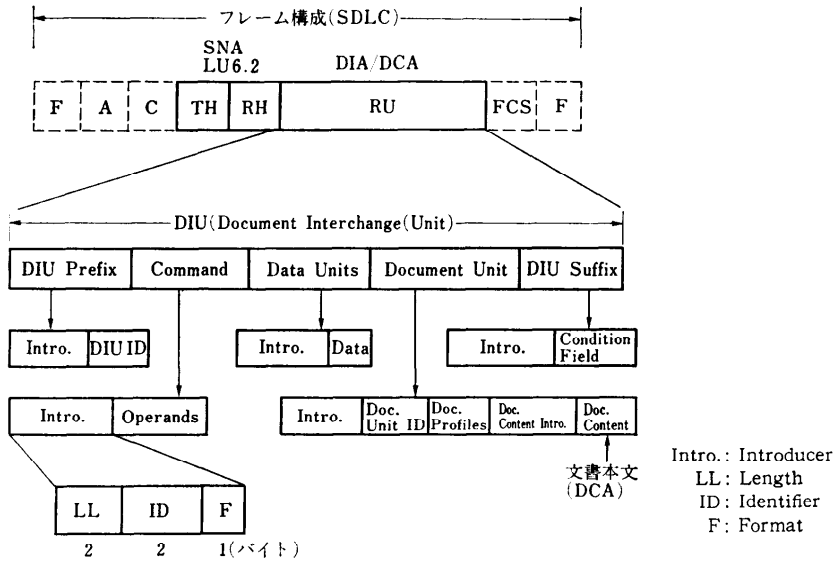 フレーム構成(SDLC)
SNA
LU6.2
DIA/DCA
F A C TH RH RU FCS F
DIU(Document Interchange(Unit)
DIU Prefix Command Data Units Document Unit DIU Suffix
Intro. DIU ID
Intro. Data
Intro. Condition Field
Intro. Operands
Intro. Doc. Unit ID Doc. Profiles Doc. Content Intro. Doc. Content
文書本文
(DCA)
LL ID F
2 2 1(バイト)
Intro.: Introducer
LL: Length
ID: Identifier
F: Format